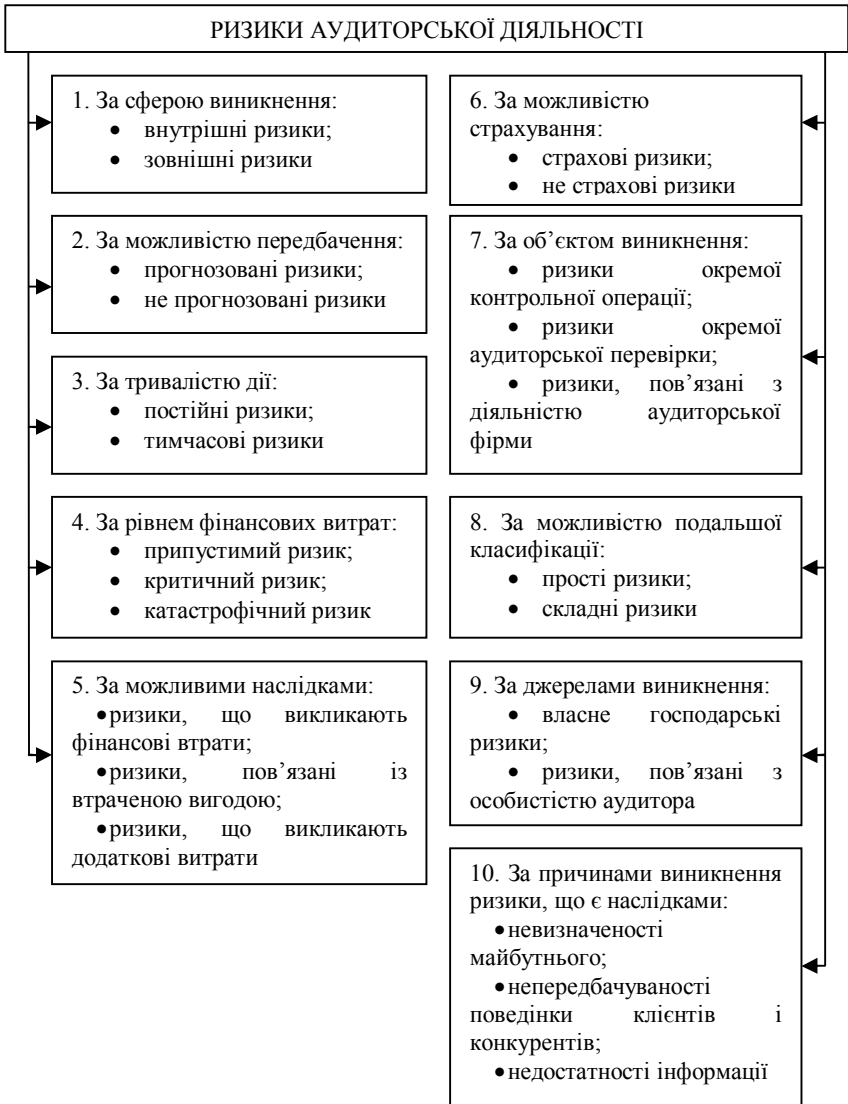 РИЗИКИ АУДИТОРСЬКОЇ ДІЯЛЬНОСТІ
1. За сферою виникнення:
• внутрішні ризики;
• зовнішні ризики
2. За можливістю передбачення:
• прогнозовані ризики;
• не прогнозовані ризики
3. За тривалістю дії:
• постійні ризики;
• тимчасові ризики
4. За рівнем фінансових витрат:
• припустимий ризик;
• критичний ризик;
• катастрофічний ризик
5. За можливими наслідками:
•ризики, що викликають
фінансові втрати;
•ризики, пов’язані із
втраченою вигодою;
•ризики, що викликають
додаткові витрати
6. За можливістю
страхування:
• страхові ризики;
• не страхові ризики
7. За об’єктом виникнення:
• ризики окремої
контрольної операції;
• ризики окремої
аудиторської перевірки;
• ризики, пов’язані з
діяльністю аудиторської
фірми
8. За можливістю подальшої
класифікації:
• прості ризики;
• складні ризики
9. За джерелами виникнення:
• власне господарські
ризики;
• ризики, пов’язані з
особистістю аудитора
10. За причинами виникнення
ризики, що є наслідками:
•невизначеності
майбутнього;
•непередбачуваності
поведінки клієнтів і
конкурентів;
•недостатності інформації